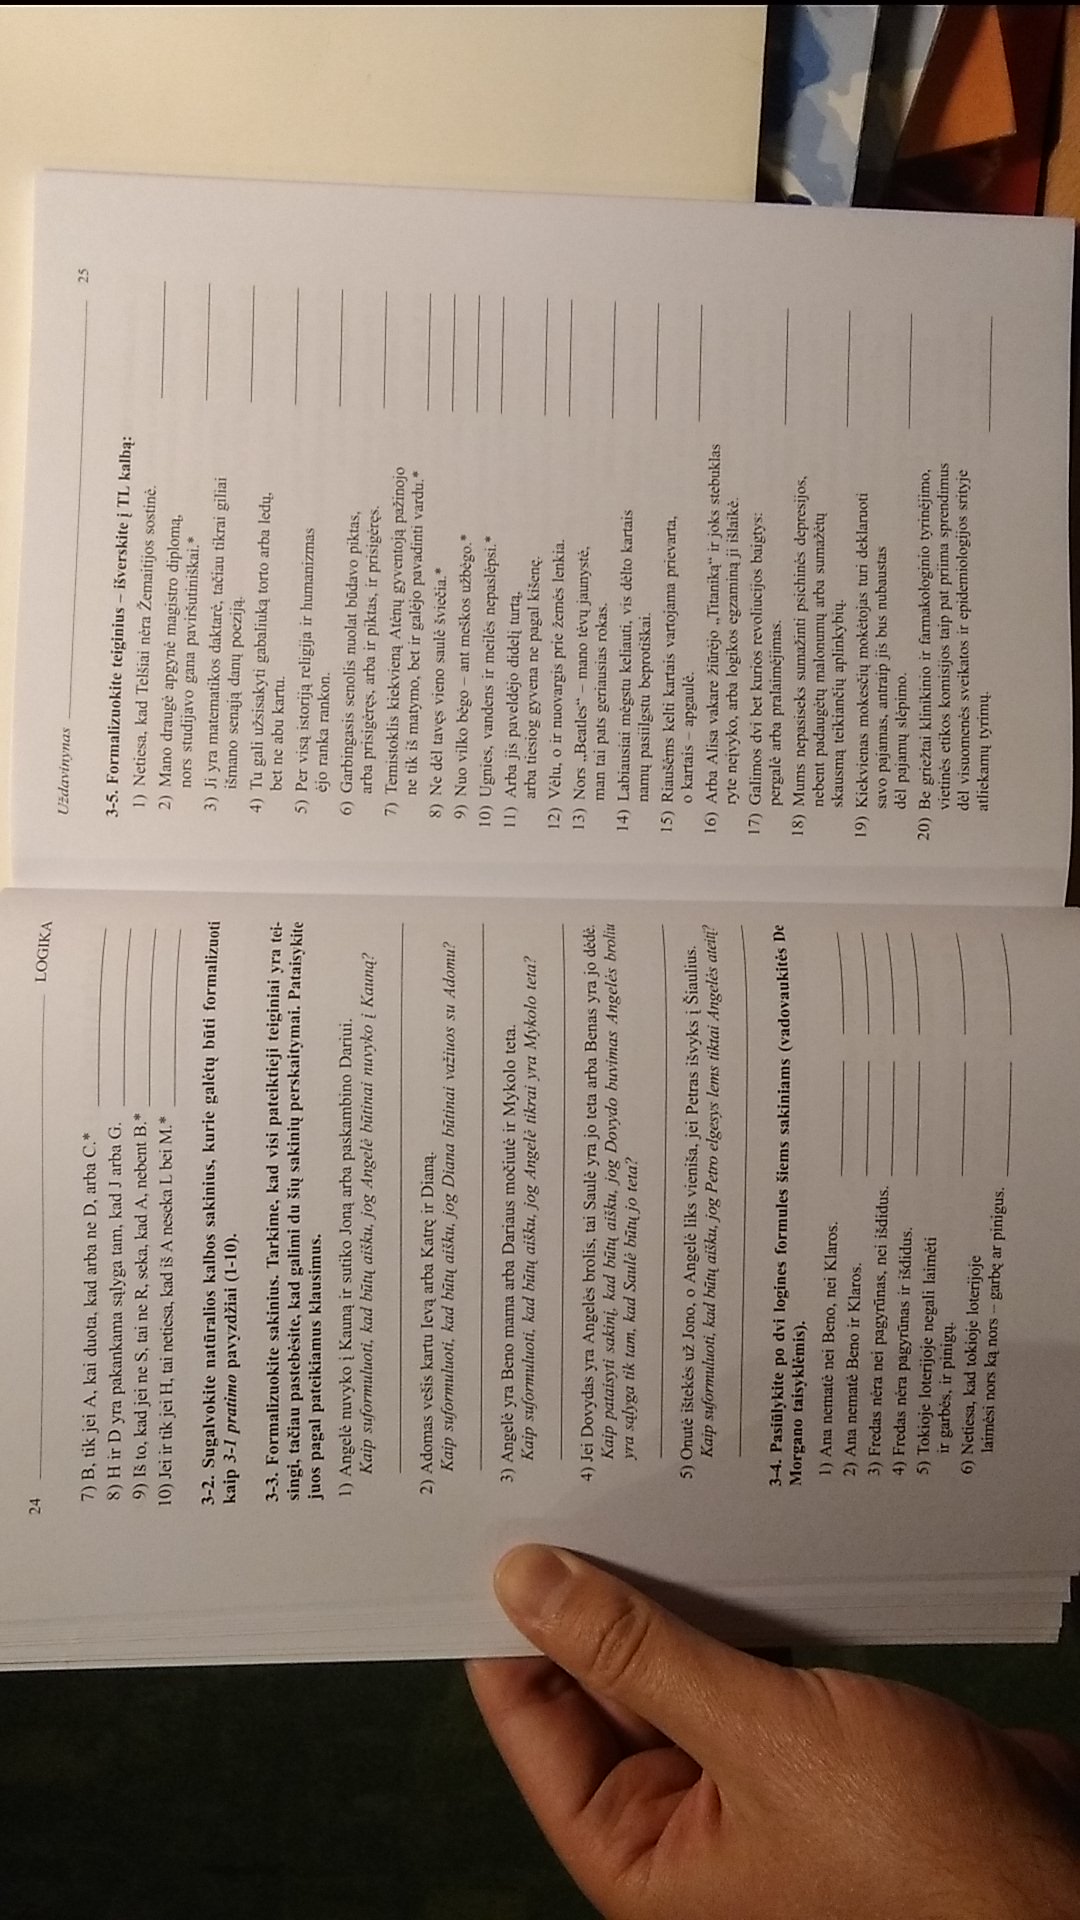 24
LOGIKA
7) B, tik jei A, kai duota, kad arba ne D, arba C.*
8) H ir D yra pakankama sąlyga tam, kad J arba G.
9) Iš to, kad jei ne S, tai ne R, seka, kad A, nebent B.*
10) Jei ir tik jei H, tai netiesa, kad iš A neseka L bei M.*
3-2. Sugalvokite natūralios kalbos sakinius, kurie galėtų būti formalizuoti
kaip 3-1 pratimo pavyzdžiai (1-10).
3-3. Formalizuokite sakinius. Tarkime, kad visi pateiktieji teiginiai yra tei-
singi, tačiau pastebėsite, kad galimi du šių sakinių perskaitymai. Pataisykite
juos pagal pateikiamus klausimus.
1) Angelė nuvyko į Kauną ir sutiko Joną arba paskambino Dariui.
Kaip suformuluoti, kad būtų aišku, jog Angelė būtinai nuvyko į Kauną?
2) Adomas vešis kartu Ievą arba Katrę ir Dianą.
Kaip suformuluoti, kad būtų aišku, jog Diana būtinai važiuos su Adomu?
3) Angelė yra Beno mama arba Dariaus močiutė ir Mykolo teta.
Kaip suformuluoti, kad būtų aišku, jog Angelė tikrai yra Mykolo teta?
4) Jei Dovydas yra Angelės brolis, tai Saulė yra jo teta arba Benas yra jo dėdė.
Kaip pataisyti sakinį, kad būtų aišku, jog Dovydo buvimas Angelės broliu
yra sąlyga tik tam, kad Saulė būtų jo teta?
5) Onutė ištekės už Jono, o Angelė liks vieniša, jei Petras išvyks į Šiaulius.
Kaip suformuluoti, kad būtų aišku, jog Petro elgesys lems tiktai Angelės ateitį?
3-4. Pasiūlykite po dvi logines formules šiems sakiniams (vadovaukitės De
Morgano taisyklėmis).
1) Ana nematė nei Beno, nei Klaros.
2) Ana nematė Beno ir Klaros.
3) Fredas nėra nei pagyrūnas, nei išdidus.
4) Fredas nėra pagyrūnas ir išdidus.
5) Tokioje loterijoje negali laimėti
ir garbės, ir pinigų.
6) Netiesa, kad tokioje loterijoje
laimėsi nors ką nors – garbę ar pinigus.
Uždavinynas
25
3-5. Formalizuokite teiginius – išverskite į TL kalbą:
1) Netiesa, kad Telšiai nėra Žemaitijos sostinė.
2) Mano draugė apgynė magistro diplomą,
nors studijavo gana paviršutiniškai.*
3) Ji yra matematikos daktarė, tačiau tikrai giliai
išmano senąją danų poeziją.
4) Tu gali užsisakyti gabaliuką torto arba ledų,
bet ne abu kartu.
5) Per visą istoriją religija ir humanizmas
ėjo ranka rankon.
6) Garbingasis senolis nuolat būdavo piktas,
arba prisigėręs, arba ir piktas, ir prisigėręs.
7) Temistoklis kiekvieną Atėnų gyventoją pažinojo
ne tik iš matymo, bet ir galėjo pavadinti vardu.*
8) Ne dėl tavęs vieno saulė šviečia.*
9) Nuo vilko bėgo – ant meškos užbėgo.*
10) Ugnies, vandens ir meilės nepaslėpsi.*
11) Arba jis paveldėjo didelį turtą,
arba tiesiog gyvena ne pagal kišenę.
12) Vėlu, o ir nuovargis prie žemės lenkia.
13) Nors „Beatles“ – mano tėvų jaunystė,
man tai pats geriausias rokas.
14) Labiausiai mėgstu keliauti, vis dėlto kartais
namų pasiilgstu beprotiškai.
15) Riaušėms kelti kartais vartojama prievarta,
o kartais – apgaulė.
16) Arba Alisa vakare žiūrėjo „Titaniką“ ir joks stebuklas
ryte neįvyko, arba logikos egzaminą ji išlaikė.
17) Galimos dvi bet kurios revoliucijos baigtys:
pergalė arba pralaimėjimas.
18) Mums nepasiseks sumažinti psichinės depresijos,
nebent padaugėtų malonumų arba sumažėtų
skausmą teikiančių aplinkybių.
19) Kiekvienas mokesčių mokėtojas turi deklaruoti
savo pajamas, antraip jis bus nubaustas
dėl pajamų slėpimo.
20) Be griežtai klinikinio ir farmakologinio tyrinėjimo,
vietinės etikos komisijos taip pat priima sprendimus
dėl visuomenės sveikatos ir epidemiologijos srityje
atliekamų tyrimų.